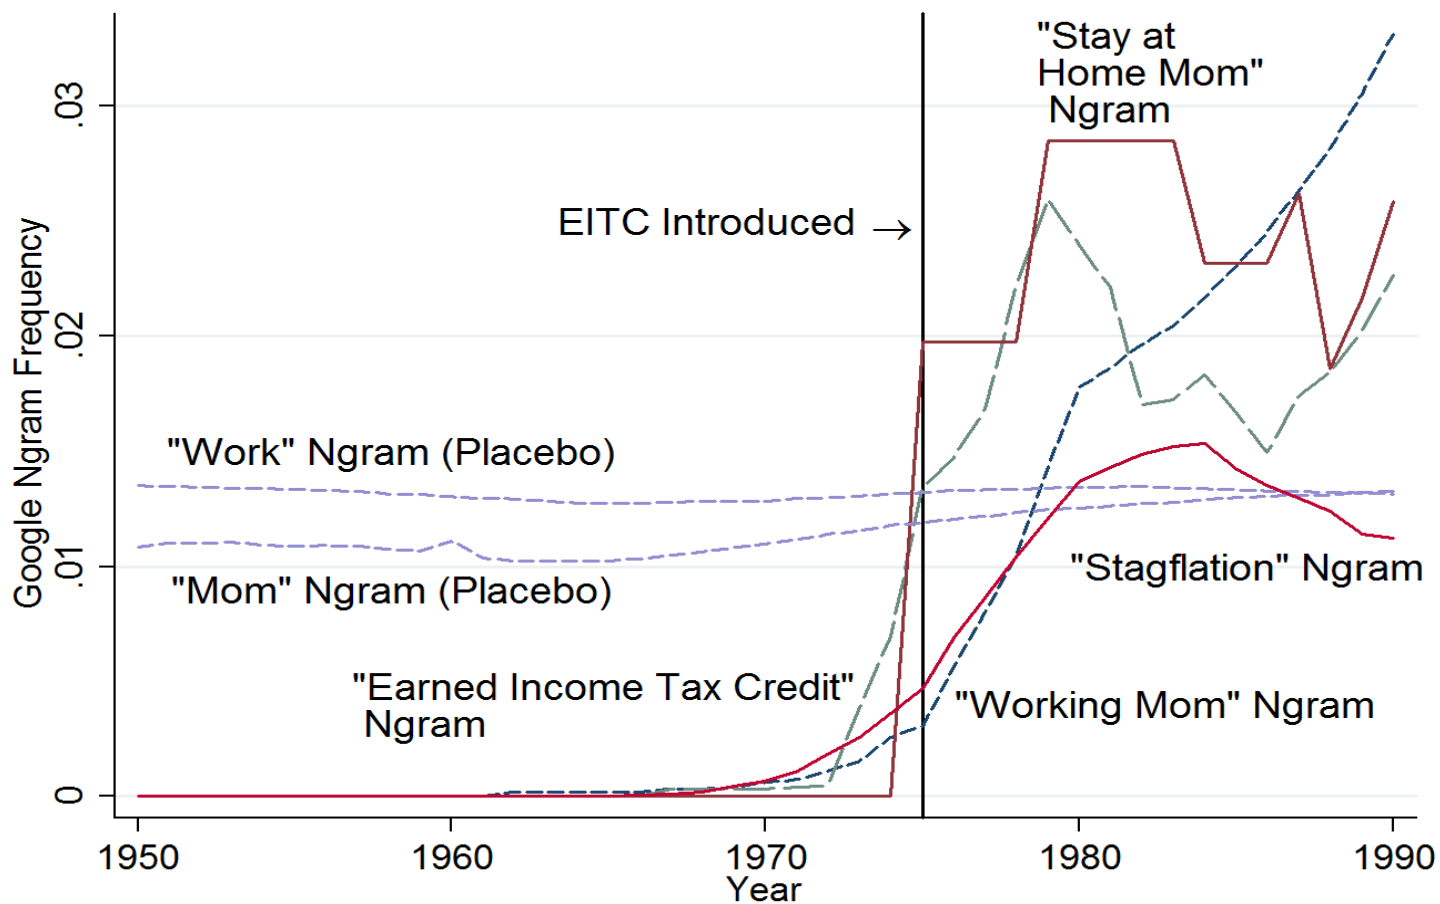 "Stay at
Home Mom"
Ngram
EITC Introduced →
"Work" Ngram (Placebo)
"Mom" Ngram (Placebo)
"Stagflation" Ngram
"Earned Income Tax Credit"
Ngram
"Working Mom" Ngram
Google Ngram Frequency
.03
.02
.01
0
1950 1960 1970 1980 1990
Year